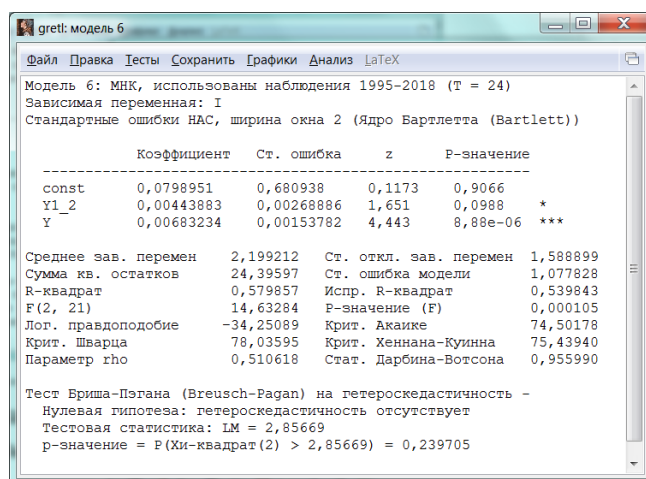 gretl: модель 6
Файл Правка Тесты Сохранить Графики Анализ LaTeX
Модель 6: МНК, использованы наблюдения 1995-2018 (T = 24)
Зависимая переменная: I
Стандартные ошибки HAC, ширина окна 2 (Ядро Бартлетта (Bartlett))
Коэффициент Ст. ошибка z P-значение
const 0,0798951 0,680938 0,1173 0,9066
Y1_2 0,00443883 0,00268886 1,651 0,0988 *
Y 0,00683234 0,00153782 4,443 8,88e-06 ***
Среднее зав. перемен 2,199212 Ст. откл. зав. перемен 1,588899
Сумма кв. остатков 24,39597 Ст. ошибка модели 1,077828
R-квадрат 0,579857 Испр. R-квадрат 0,539843
F(2, 21) 14,63284 Р-значение (F) 0,000105
Лог. правдоподобие -34,25089 Крит. Акаике 74,50178
Крит. Шварца 78,03595 Крит. Хеннана-Куинна 75,43940
Параметр rho 0,510618 Стат. Дарбина-Вотсона 0,955990
Тест Бриша-Пэгана (Breusch-Pagan) на гетероскедастичность -
Нулевая гипотеза: гетероскедастичность отсутствует
Тестовая статистика: LM = 2,85669
р-значение = P(Хи-квадрат(2) > 2,85669) = 0,239705